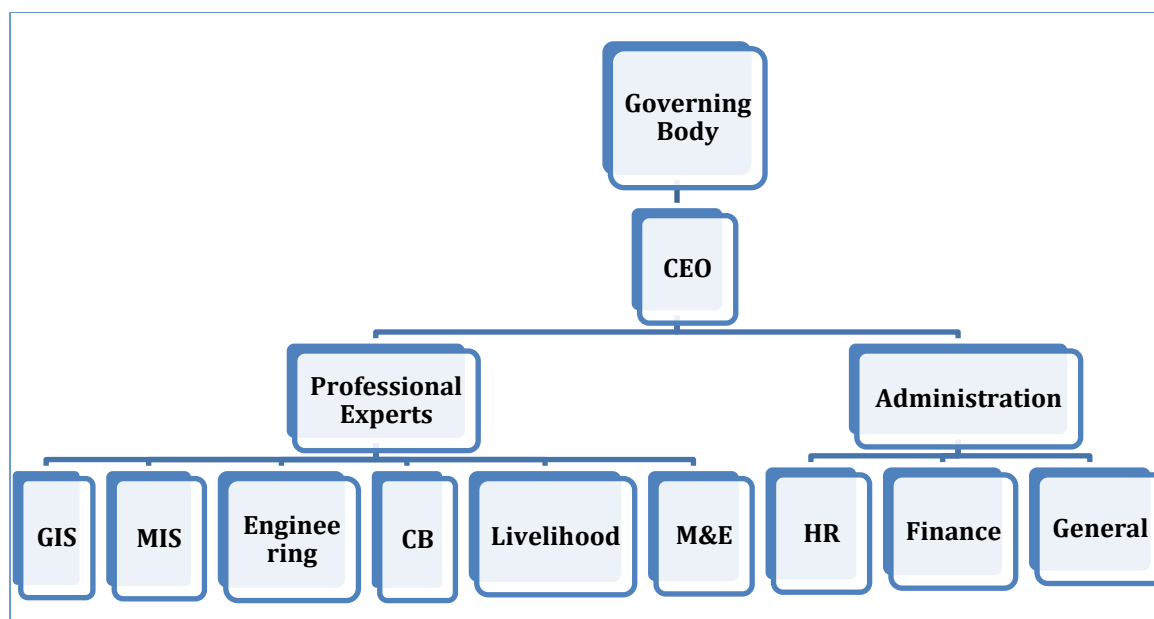 Governing
Body
CEO
Professional
Experts
Administration
GIS
MIS
Enginee
ring
CB
Livelihood
M&E
HR
Finance
General